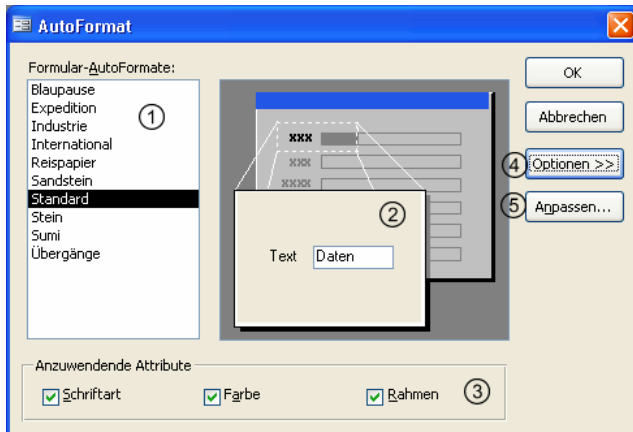 AutoFormat
Formular-AutoFormate:
Blaupause
Expedition
Industrie
International
Reispapier
Sandstein
Standard
Stein
Sumi
Übergänge
1
xxx
xxx
xxxx
2
Text Daten
OK
Abbrechen
4 Optionen >>
5 Anpassen...
Anzuwendende Attribute
Schriftart Farbe Rahmen 3